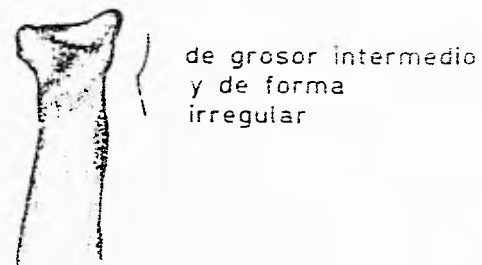 de grosor intermedio
y de forma
irregular